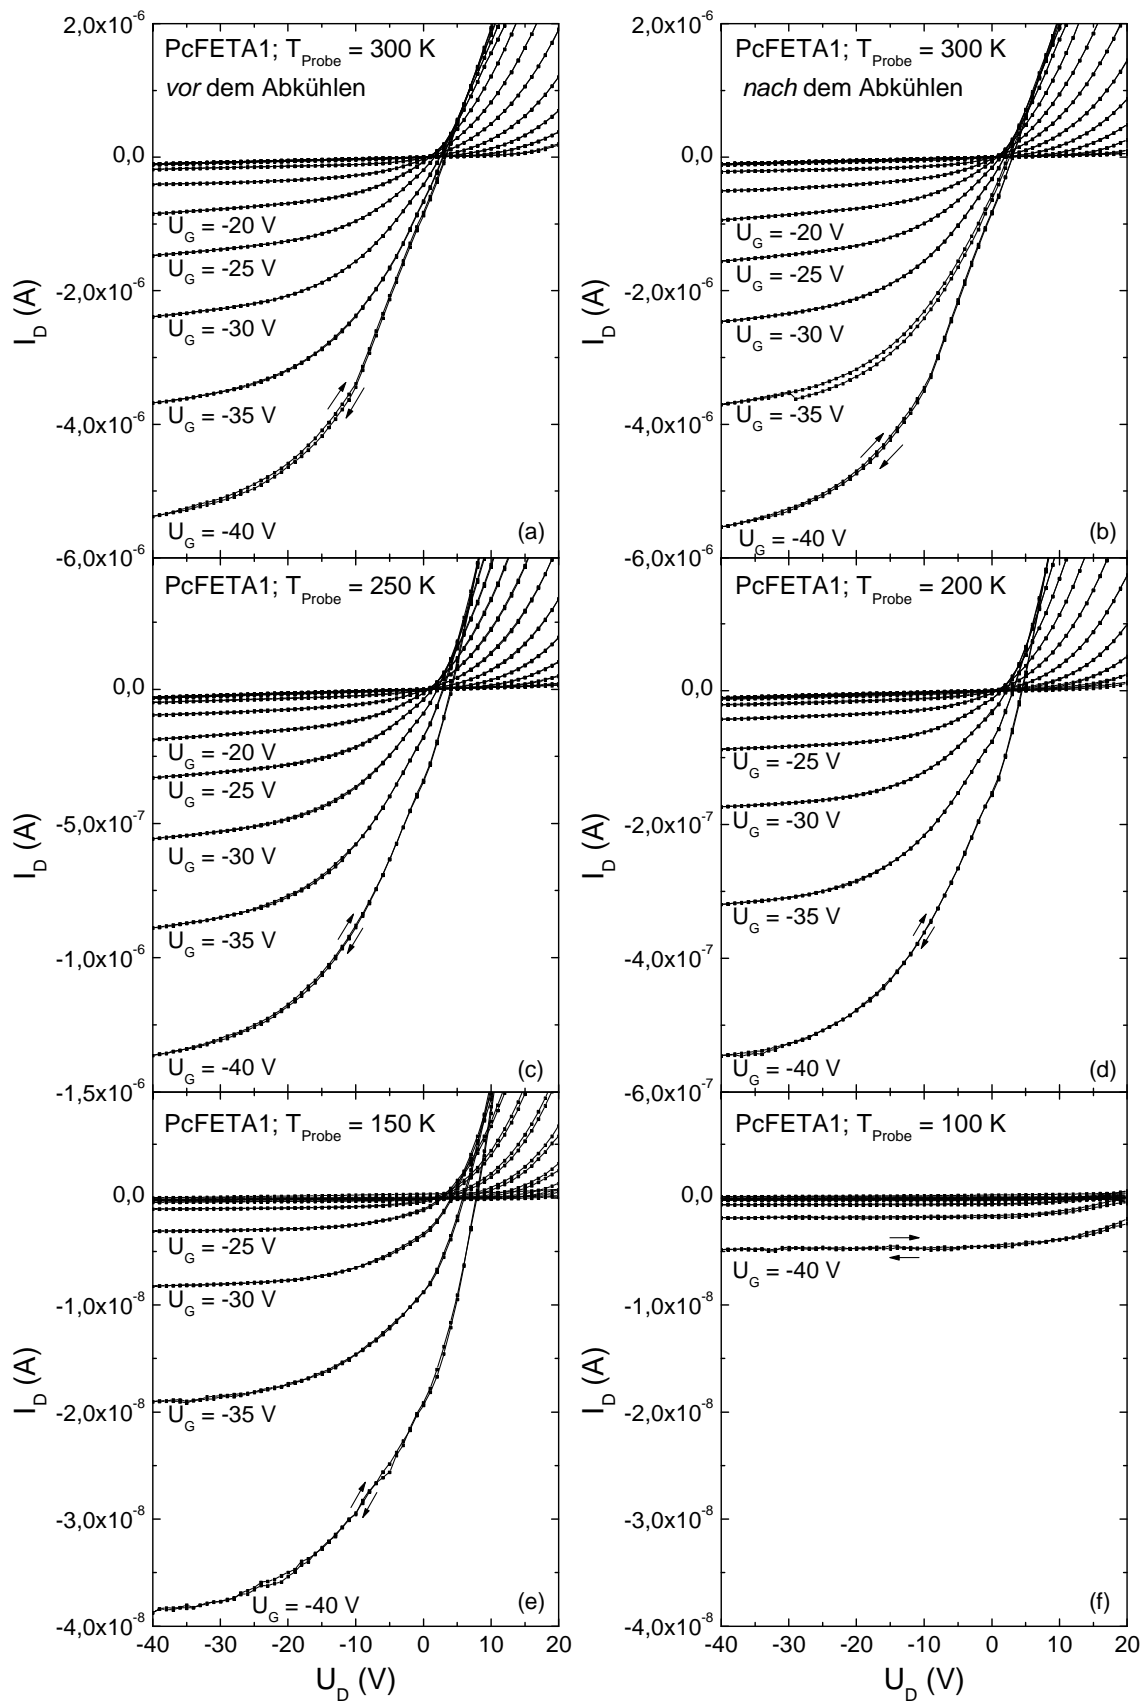 PcFETA1; T_Probe = 300 K
vor dem Abkühlen
2,0x10^-6
0,0
-2,0x10^-6
-4,0x10^-6
-6,0x10^-6
I_D (A)
U_G = -20 V
U_G = -25 V
U_G = -30 V
U_G = -35 V
U_G = -40 V
(a)
PcFETA1; T_Probe = 300 K
nach dem Abkühlen
2,0x10^-6
0,0
-2,0x10^-6
-4,0x10^-6
-6,0x10^-6
I_D (A)
U_G = -20 V
U_G = -25 V
U_G = -30 V
U_G = -35 V
U_G = -40 V
(b)
PcFETA1; T_Probe = 250 K
0,0
-5,0x10^-7
-1,0x10^-6
-1,5x10^-6
I_D (A)
U_G = -20 V
U_G = -25 V
U_G = -30 V
U_G = -35 V
U_G = -40 V
(c)
PcFETA1; T_Probe = 200 K
0,0
-2,0x10^-7
-4,0x10^-7
-6,0x10^-7
I_D (A)
U_G = -25 V
U_G = -30 V
U_G = -35 V
U_G = -40 V
(d)
PcFETA1; T_Probe = 150 K
0,0
-1,0x10^-8
-2,0x10^-8
-3,0x10^-8
-4,0x10^-8
I_D (A)
U_G = -25 V
U_G = -30 V
U_G = -35 V
U_G = -40 V
(e)
-40 -30 -20 -10 0 10 20
U_D (V)
PcFETA1; T_Probe = 100 K
0,0
-1,0x10^-8
-2,0x10^-8
-3,0x10^-8
-4,0x10^-8
I_D (A)
U_G = -40 V
(f)
-40 -30 -20 -10 0 10 20
U_D (V)